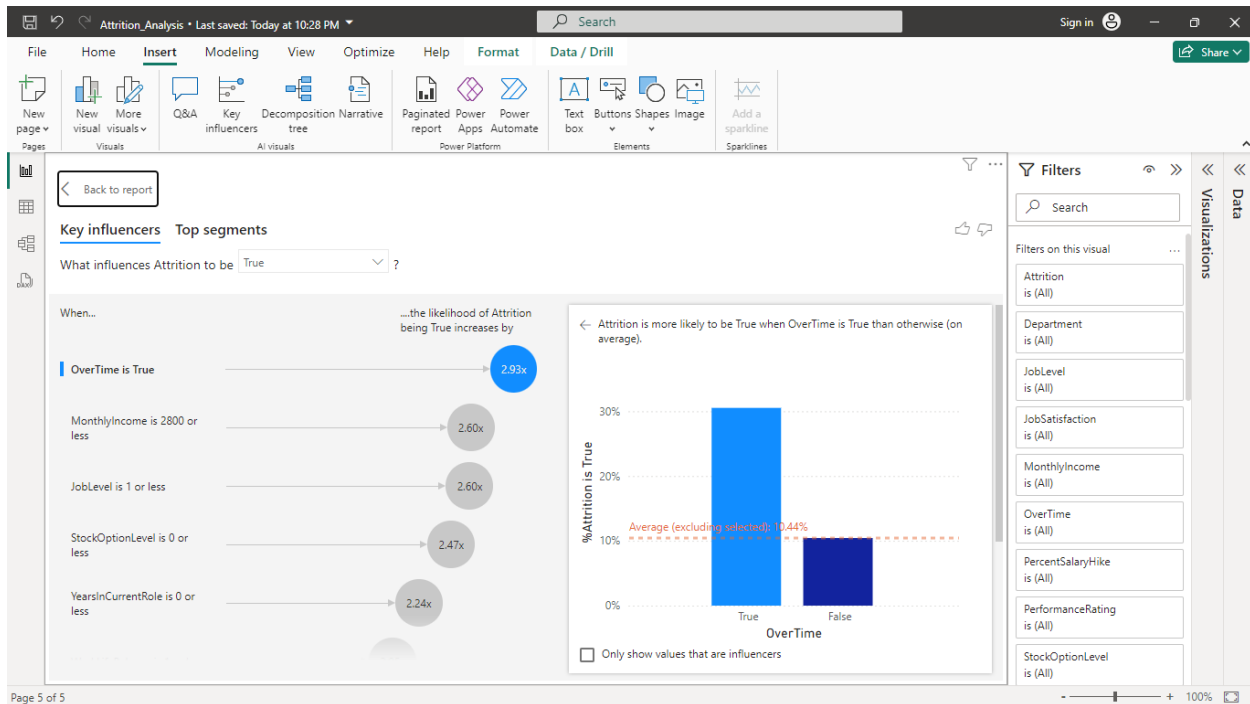 Attrition_Analysis • Last saved: Today at 10:28 PM
Search
Sign in
File Home Insert Modeling View Optimize Help Format Data / Drill
Share
New page
New visual
More visuals
Q&A
Key influencers
Decomposition tree
Narrative
Paginated report
Power Apps
Power Automate
Text box
Buttons
Shapes
Image
Add a sparkline
Pages
Visuals
AI visuals
Power Platform
Elements
Sparklines
DAX
Back to report
Key influencers Top segments
What influences Attrition to be True ?
When...
....the likelihood of Attrition
being True increases by
OverTime is True
2.93x
MonthlyIncome is 2800 or
less
2.60x
JobLevel is 1 or less
2.60x
StockOptionLevel is 0 or
less
2.47x
YearsInCurrentRole is 0 or
less
2.24x
Attrition is more likely to be True when OverTime is True than otherwise (on
average).
%Attrition is True
30%
20%
Average (excluding selected): 10.44%
10%
0%
True False
OverTime
Only show values that are influencers
Filters
Search
Filters on this visual
Attrition
is (All)
Department
is (All)
JobLevel
is (All)
JobSatisfaction
is (All)
MonthlyIncome
is (All)
OverTime
is (All)
PercentSalaryHike
is (All)
PerformanceRating
is (All)
StockOptionLevel
is (All)
Visualizations
Data
Page 5 of 5
- + 100%